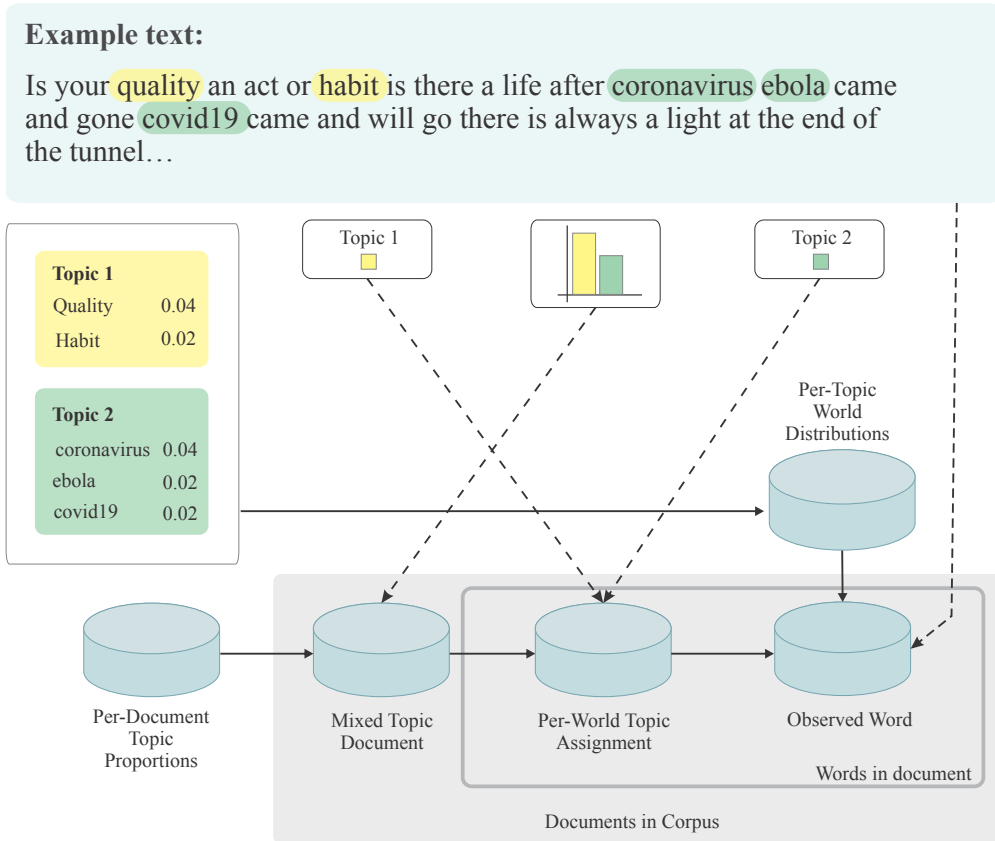 Example text:
Is your quality an act or habit is there a life after coronavirus ebola came
and gone covid19 came and will go there is always a light at the end of
the tunnel…
Topic 1
Quality 0.04
Habit 0.02
Topic 2
coronavirus 0.04
ebola 0.02
covid19 0.02
Topic 1
Topic 2
Per-Topic
World
Distributions
Per-Document
Topic
Proportions
Mixed Topic
Document
Per-World Topic
Assignment
Observed Word
Words in document
Documents in Corpus